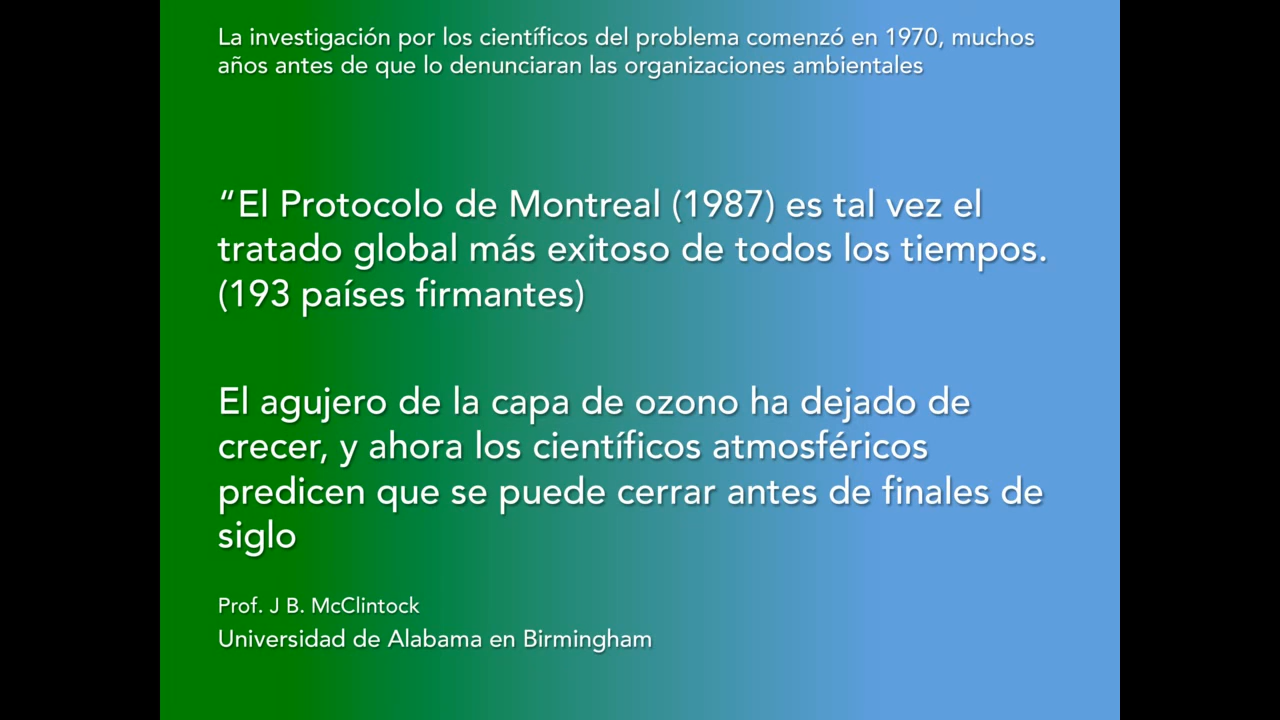 La investigación por los científicos del problema comenzó en 1970, muchos
años antes de que lo denunciaran las organizaciones ambientales
“El Protocolo de Montreal (1987) es tal vez el
tratado global más exitoso de todos los tiempos.
(193 países firmantes)
El agujero de la capa de ozono ha dejado de
crecer, y ahora los científicos atmosféricos
predicen que se puede cerrar antes de finales de
siglo
Prof. J B. McClintock
Universidad de Alabama en Birmingham